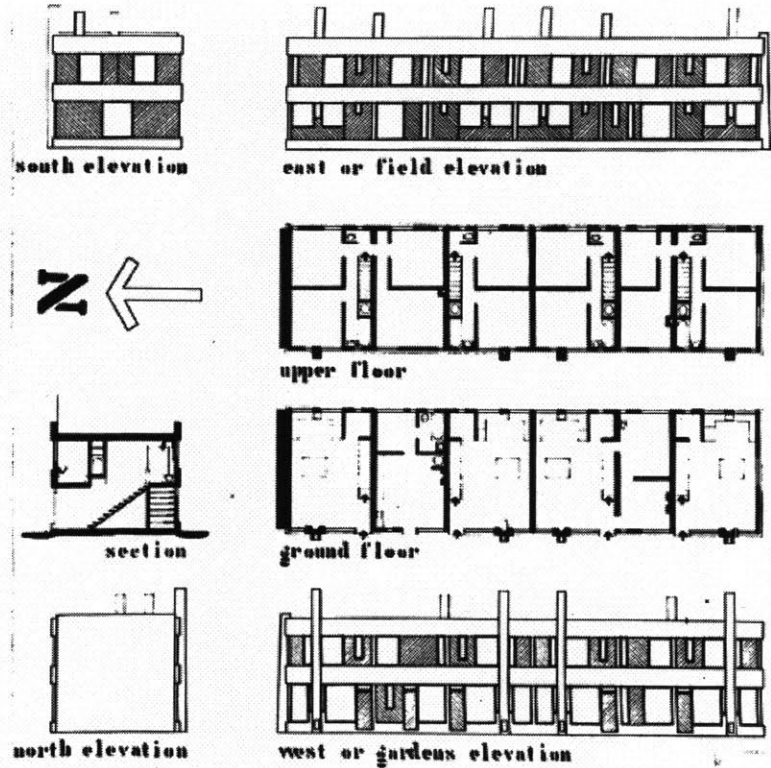 south elevation
east or field elevation
N
upper floor
section
ground floor
north elevation
west or gardens elevation